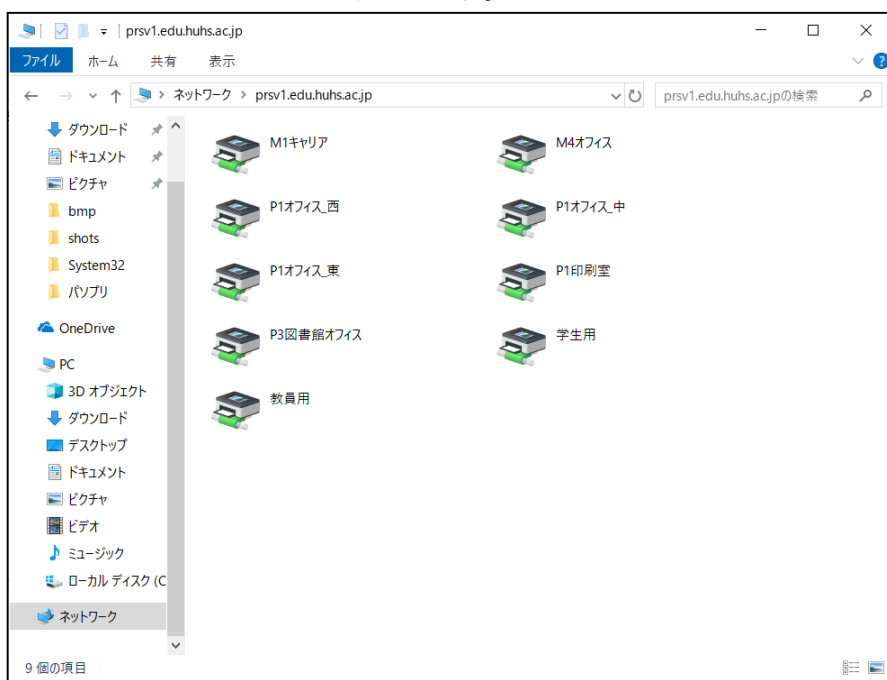 prsv1.edu.huhs.ac.jp
ファイル ホーム 共有 表示
ネットワーク > prsv1.edu.huhs.ac.jp
prsv1.edu.huhs.ac.jpの検索
ダウンロード
ドキュメント
ピクチャ
bmp
shots
System32
パソプリ
OneDrive
PC
3D オブジェクト
ダウンロード
デスクトップ
ドキュメント
ピクチャ
ビデオ
ミュージック
ローカル ディスク (C
ネットワーク
M1キャリア
M4オフィス
P1オフィス_西
P1オフィス_中
P1オフィス_東
P1印刷室
P3図書館オフィス
学生用
教員用
9 個の項目